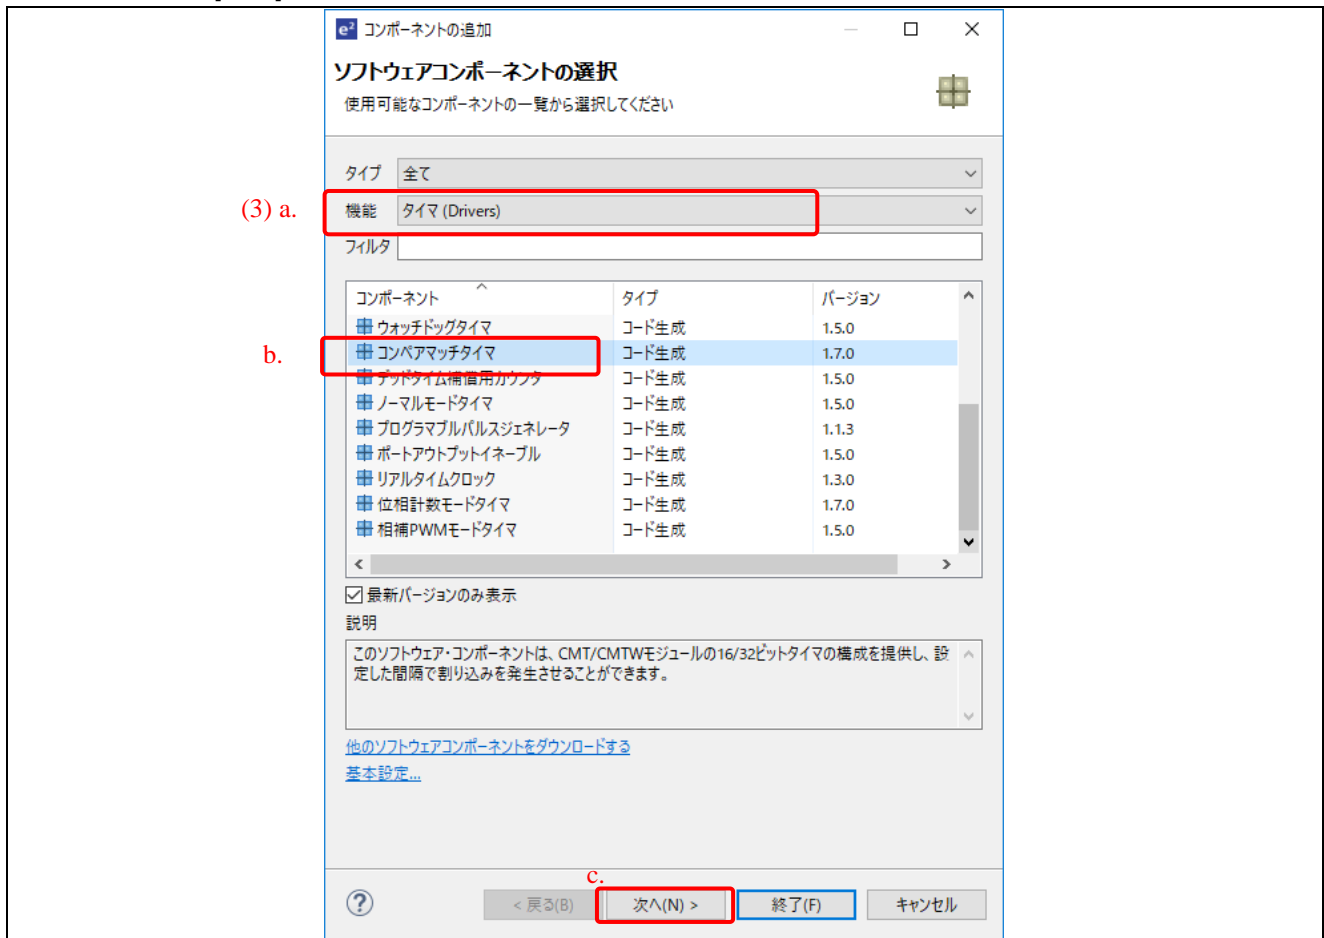 e² コンポーネントの追加
ソフトウェアコンポーネントの選択
使用可能なコンポーネントの一覧から選択してください
タイプ 全て
(3) a. 機能 タイマ (Drivers)
フィルタ
コンポーネント タイプ バージョン
ウォッチドッグタイマ コード生成 1.5.0
b. コンペアマッチタイマ コード生成 1.7.0
デッドタイム補償用カウンタ コード生成 1.5.0
ノーマルモードタイマ コード生成 1.5.0
プログラマブルパルスジェネレータ コード生成 1.1.3
ポートアウトプットイネーブル コード生成 1.5.0
リアルタイムクロック コード生成 1.3.0
位相計数モードタイマ コード生成 1.7.0
相補PWMモードタイマ コード生成 1.5.0
最新バージョンのみ表示
説明
このソフトウェア・コンポーネントは、CMT/CMTWモジュールの16/32ビットタイマの構成を提供し、設
定した間隔で割り込みを発生させることができます。
他のソフトウェアコンポーネントをダウンロードする
基本設定...
c.
? < 戻る(B) 次へ(N) > 終了(F) キャンセル